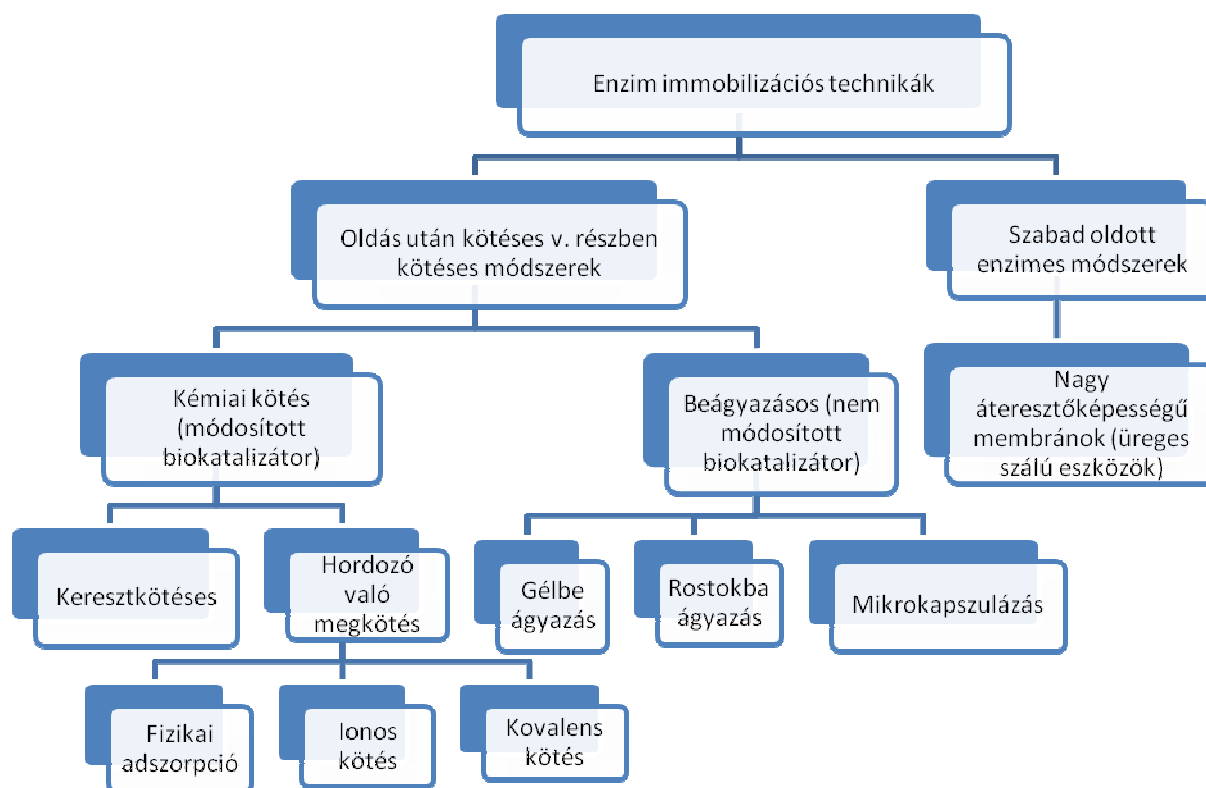 Enzim immobilizációs technikák
Oldás után kötéses v. részben
kötéses módszerek
Szabad oldott
enzimes módszerek
Kémiai kötés
(módosított
biokatalizátor)
Beágyazásos (nem
módosított
biokatalizátor)
Nagy
áteresztőképességű
membránok (üreges
szálú eszközök)
Keresztkötéses
Hordozó
való
megkötés
Gélbe
ágyazás
Rostokba
ágyazás
Mikrokapszulázás
Fizikai
adszorpció
Ionos
kötés
Kovalens
kötés